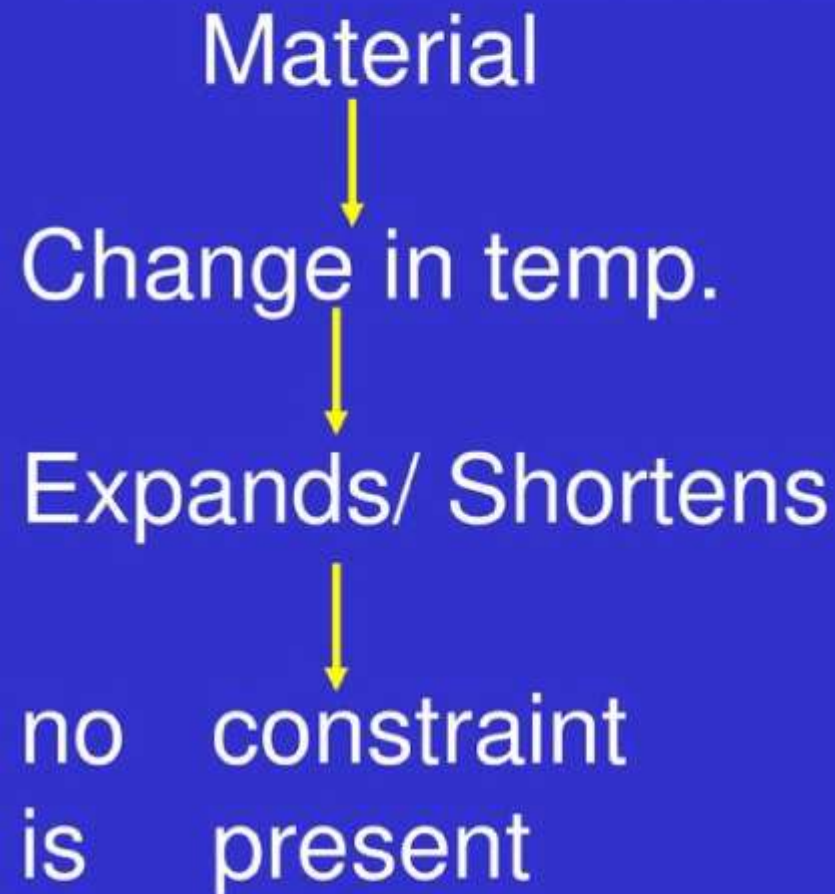 Material
Change in temp.
Expands/ Shortens
no constraint
is present